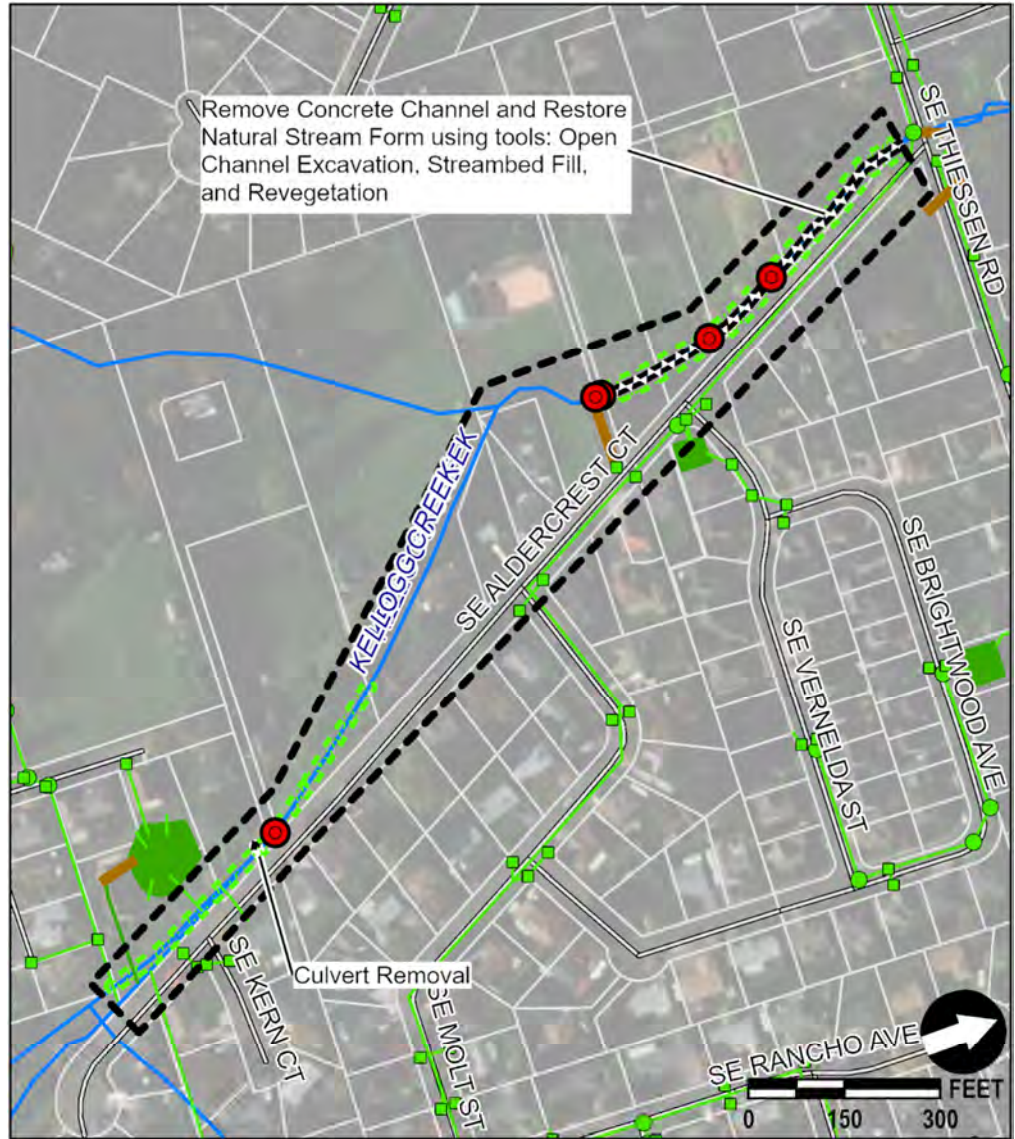 Remove Concrete Channel and Restore
Natural Stream Form using tools: Open
Channel Excavation, Streambed Fill,
and Revegetation
SE THIESSEN RD
KELLOGG CREEK EK
SE ALDERCREST CT
SE BRIGHTWOOD AVE
SE VERNELDA ST
SE KERN CT
Culvert Removal
SE MOLT ST
SE RANCHO AVE
FEET
0 150 300